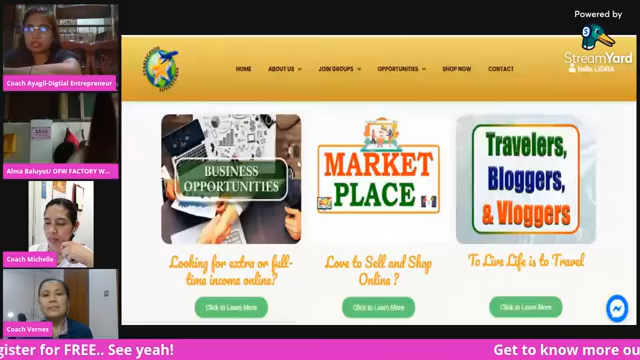 Powered by
StreamYard
Hello, LJDAYA
Coach Ayagil-Digtial Entrepreneur
Alma Baluyot/ OFW FACTORY W...
Coach Michelle
Coach Vernes
HOME
ABOUT US
JOIN GROUPS
OPPORTUNITIES
SHOP NOW
CONTACT
BUSINESS
OPPORTUNITIES
MARKET
PLACE
Travelers,
Bloggers,
& Vloggers
Looking for extra or full-
time income online?
Love to Sell and Shop
Online ?
To Live Life is to Travel
Click to Learn More
Click to Learn More
Click to Learn More
gister for FREE.. See yeah!
Get to know more ou